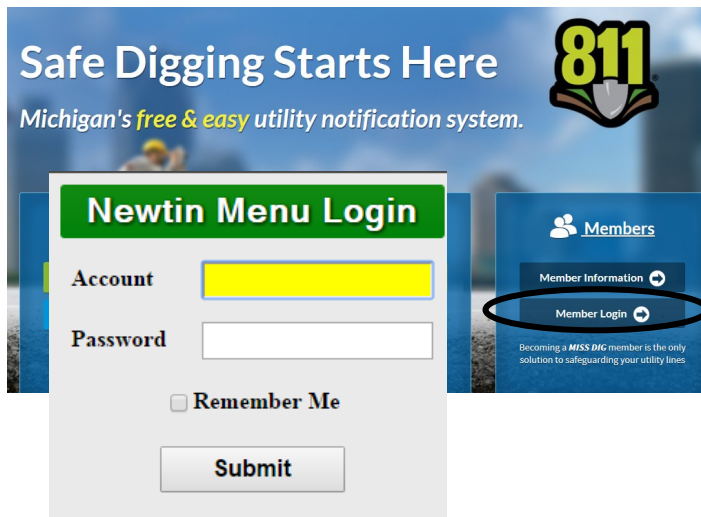 Safe Digging Starts Here
811
Michigan's free & easy utility notification system.
Newtin Menu Login
Account
Password
Remember Me
Submit
Members
Member Information
Member Login
Becoming a MISS DIG member is the only
solution to safeguarding your utility lines